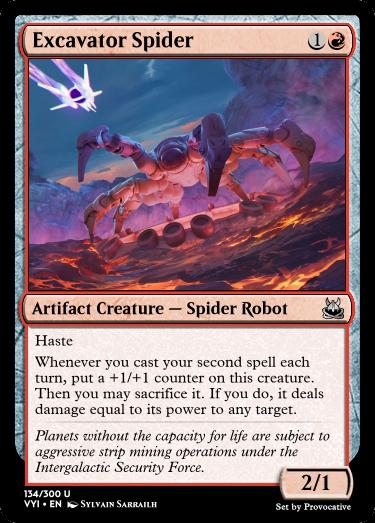 Excavator Spider 1
Artifact Creature — Spider Robot
Haste
Whenever you cast your second spell each
turn, put a +1/+1 counter on this creature.
Then you may sacrifice it. If you do, it deals
damage equal to its power to any target.
Planets without the capacity for life are subject to
aggressive strip mining operations under the
Intergalactic Security Force.
2/1
134/300 U
VYI • EN Sylvain Sarrailh
Set by Provocative